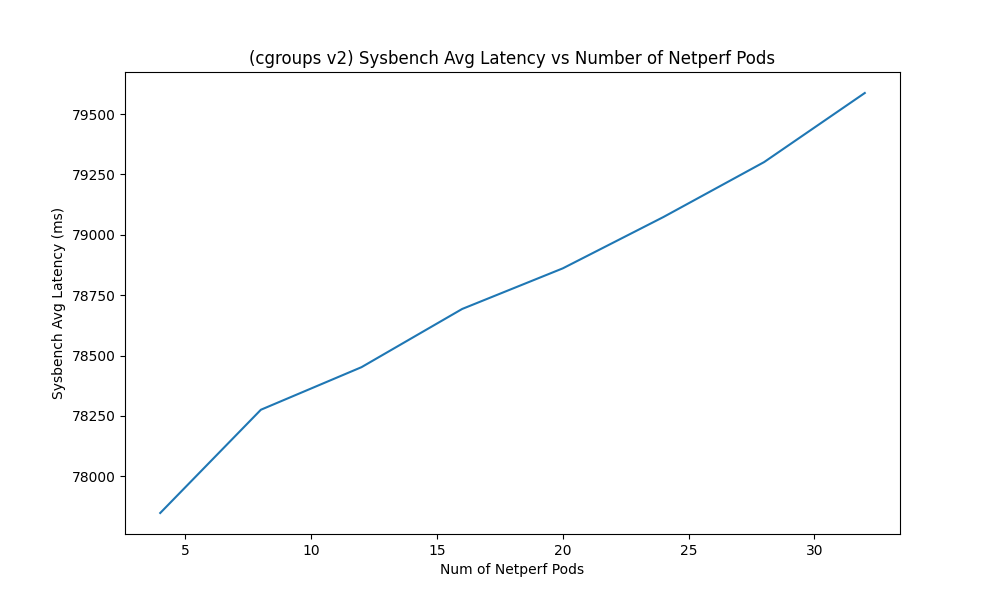 (cgroups v2) Sysbench Avg Latency vs Number of Netperf Pods
Sysbench Avg Latency (ms)
79500
79250
79000
78750
78500
78250
78000
5 10 15 20 25 30
Num of Netperf Pods